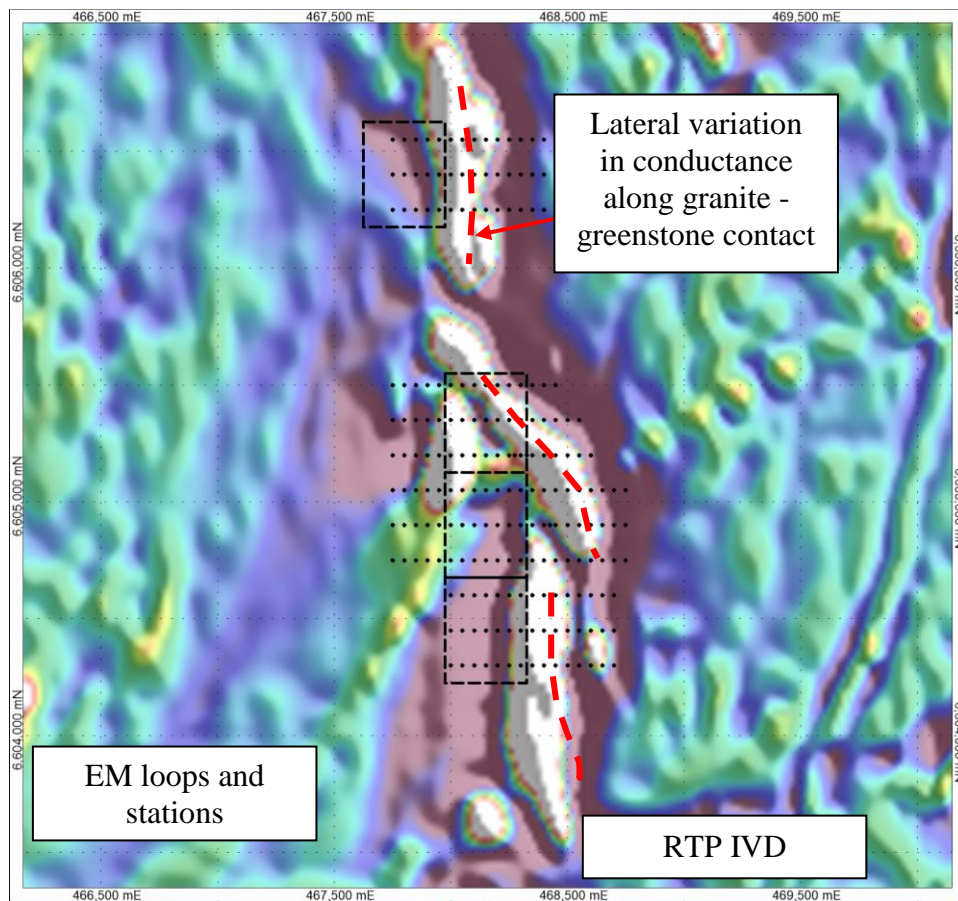 466,500 mE 467,500 mE 468,500 mE 469,500 mE
Lateral variation
in conductance
along granite -
greenstone contact
6,606,000 mN
6,605,000 mN
6,604,000 mN
EM loops and
stations
RTP IVD
466,500 mE 467,500 mE 468,500 mE 469,500 mE